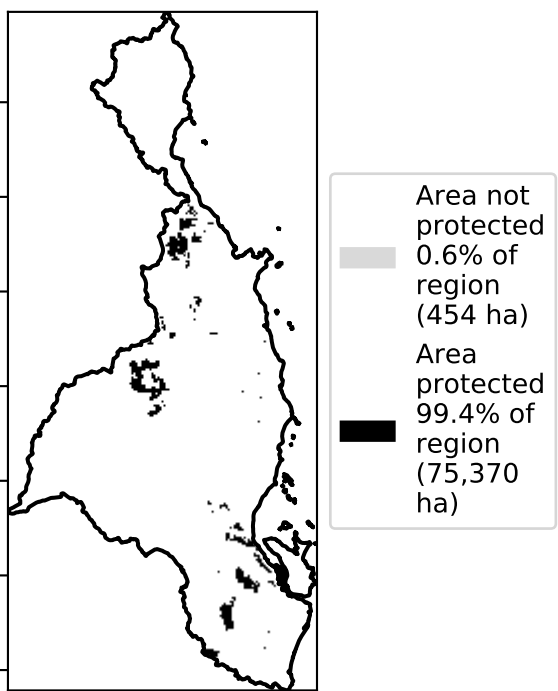 Area not
protected
0.6% of
region
(454 ha)
Area
protected
99.4% of
region
(75,370
ha)